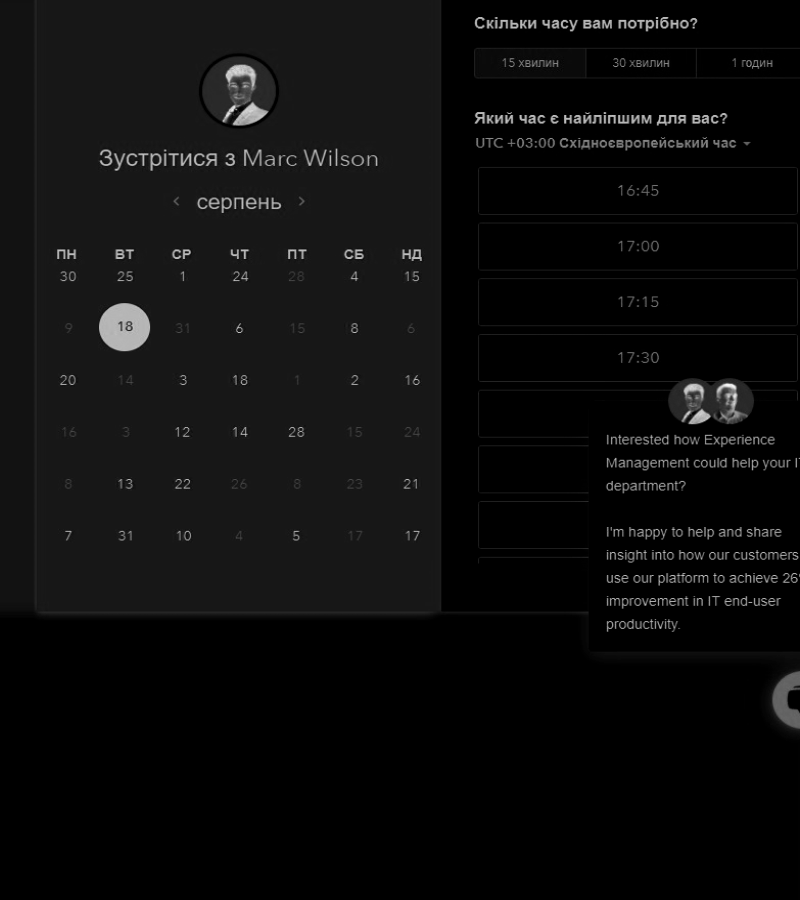 Зустрітися з Marc Wilson
серпень
ПН ВТ СР ЧТ ПТ СБ НД
30 25 1 24 28 4 15
9 18 31 6 15 8 6
20 14 3 18 1 2 16
16 3 12 14 28 15 24
8 13 22 26 8 23 21
7 31 10 4 5 17 17
Скільки часу вам потрібно?
15 хвилин 30 хвилин 1 годин
Який час є найліпшим для вас?
UTC +03:00 Східноєвропейський час
16:45
17:00
17:15
17:30
Interested how Experience
Management could help your
department?
I'm happy to help and share
insight into how our customers
use our platform to achieve
improvement in IT end-user
productivity.